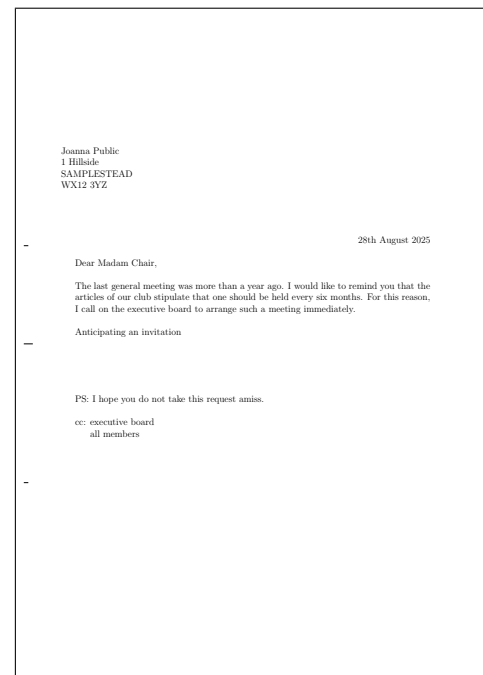 Joanna Public
1 Hillside
SAMPLESTEAD
WX12 3YZ
28th August 2025
Dear Madam Chair,
The last general meeting was more than a year ago. I would like to remind you that the
articles of our club stipulate that one should be held every six months. For this reason,
I call on the executive board to arrange such a meeting immediately.
Anticipating an invitation
PS: I hope you do not take this request amiss.
cc: executive board
all members